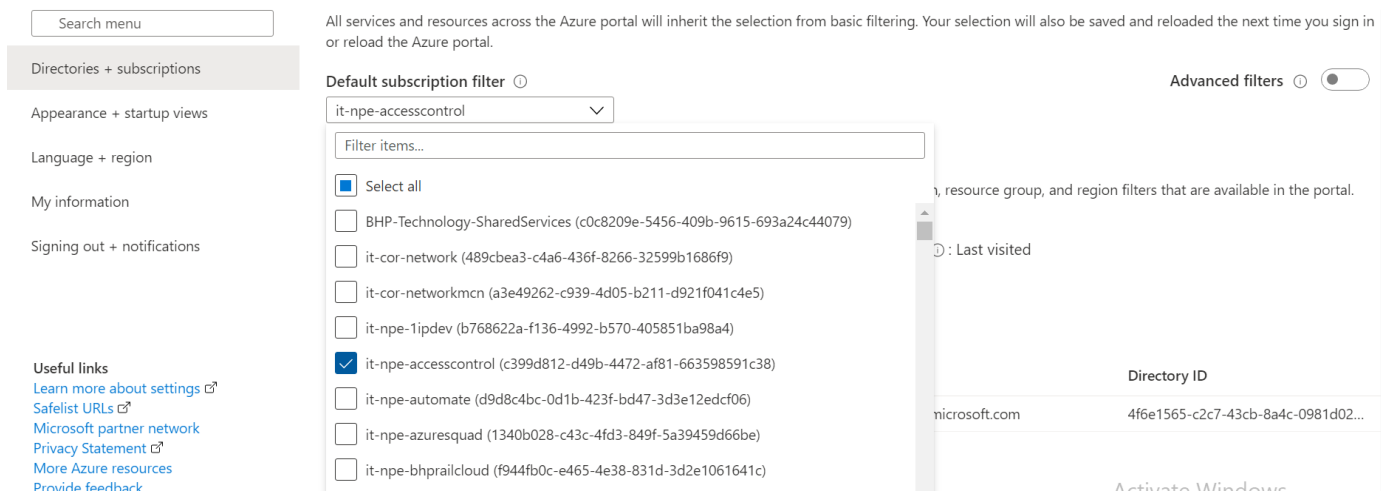 Search menu
Directories + subscriptions
Appearance + startup views
Language + region
My information
Signing out + notifications
Useful links
Learn more about settings
Safelist URLs
Microsoft partner network
Privacy Statement
More Azure resources
Provide feedback
All services and resources across the Azure portal will inherit the selection from basic filtering. Your selection will also be saved and reloaded the next time you sign in
or reload the Azure portal.
Default subscription filter
Advanced filters
it-npe-accesscontrol
Filter items...
Select all
BHP-Technology-SharedServices (c0c8209e-5456-409b-9615-693a24c44079)
it-cor-network (489cbea3-c4a6-436f-8266-32599b1686f9)
it-cor-networkmcn (a3e49262-c939-4d05-b211-d921f041c4e5)
it-npe-1ipdev (b768622a-f136-4992-b570-405851ba98a4)
it-npe-accesscontrol (c399d812-d49b-4472-af81-663598591c38)
it-npe-automate (d9d8c4bc-0d1b-423f-bd47-3d3e12edcf06)
it-npe-azuresquad (1340b028-c43c-4fd3-849f-5a39459d66be)
it-npe-bhprailcloud (f944fb0c-e465-4e38-831d-3d2e1061641c)
, resource group, and region filters that are available in the portal.
: Last visited
Directory ID
microsoft.com
4f6e1565-c2c7-43cb-8a4c-0981d02...
Activate Windows